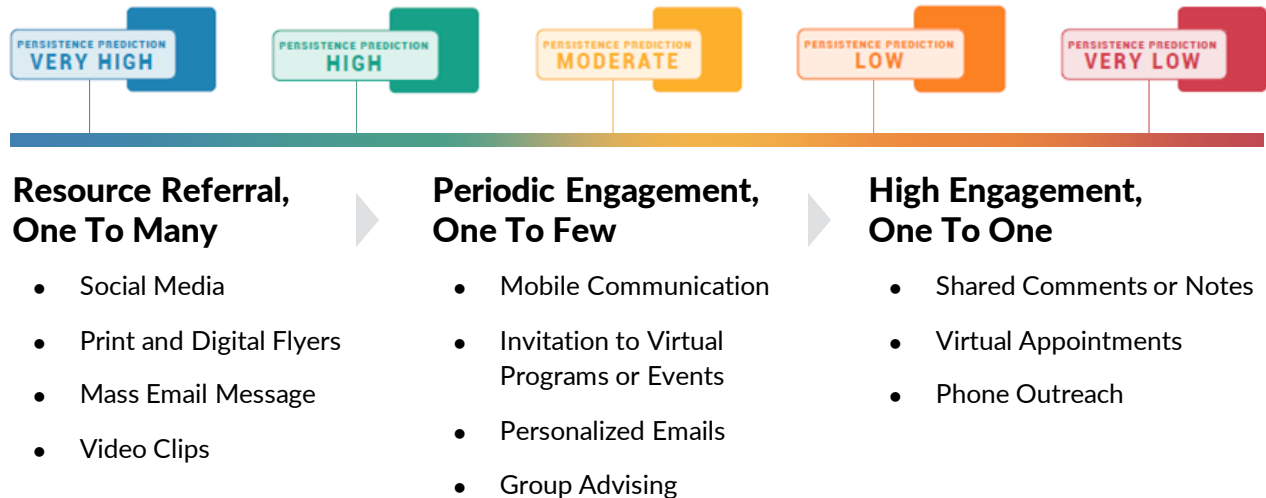 PERSISTENCE PREDICTION
VERY HIGH
PERSISTENCE PREDICTION
HIGH
PERSISTENCE PREDICTION
MODERATE
PERSISTENCE PREDICTION
LOW
PERSISTENCE PREDICTION
VERY LOW
Resource Referral,
One To Many
• Social Media
• Print and Digital Flyers
• Mass Email Message
• Video Clips
Periodic Engagement,
One To Few
• Mobile Communication
• Invitation to Virtual
Programs or Events
• Personalized Emails
• Group Advising
High Engagement,
One To One
• Shared Comments or Notes
• Virtual Appointments
• Phone Outreach